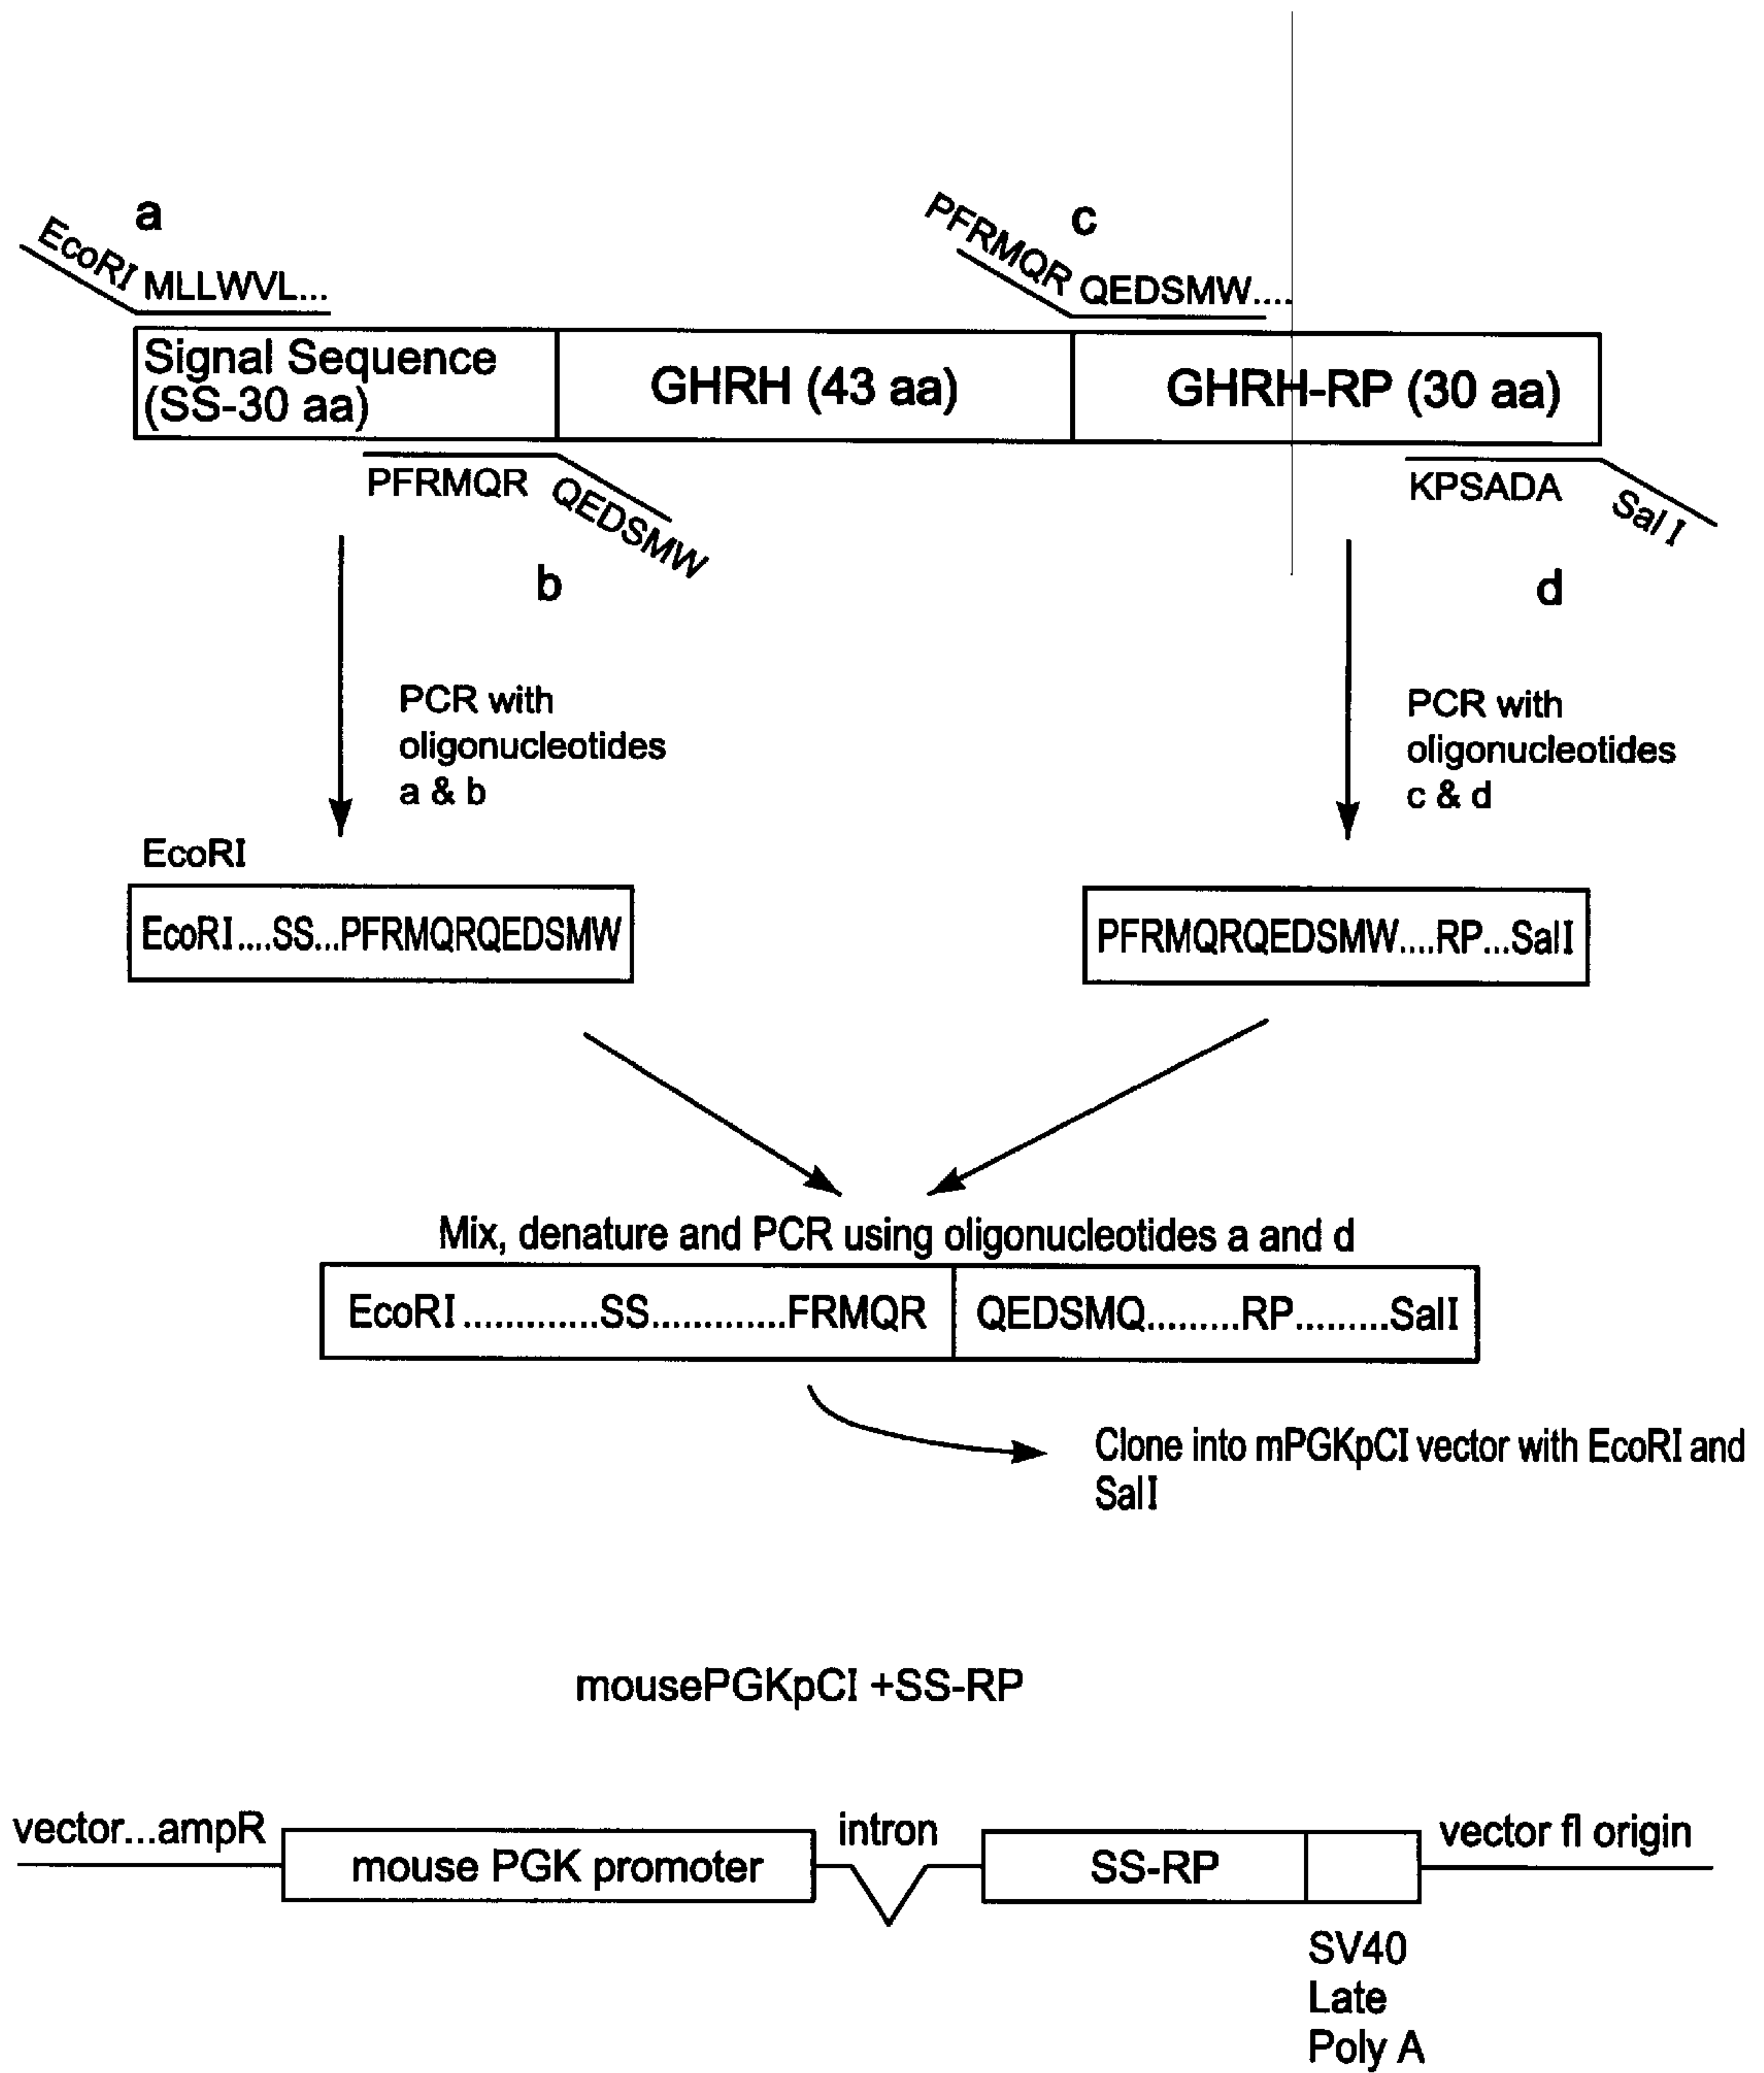 a
EcoRI MLLWVL...
c
PFRMQR QEDSMW....
Signal Sequence
(SS-30 aa)
GHRH (43 aa)
GHRH-RP (30 aa)
PFRMQR QEDSMW
b
KPSADA Sal I
d
PCR with
oligonucleotides
a & b
PCR with
oligonucleotides
c & d
EcoRI
EcoRI....SS...PFRMQRQEDSMW
PFRMQRQEDSMW....RP...SalI
Mix, denature and PCR using oligonucleotides a and d
EcoRI.............SS.............FRMQR
QEDSMQ.........RP.........SalI
Clone into mPGKpCI vector with EcoRI and
SalI
mousePGKpCI +SS-RP
vector...ampR
mouse PGK promoter
intron
SS-RP
vector fl origin
SV40
Late
Poly A